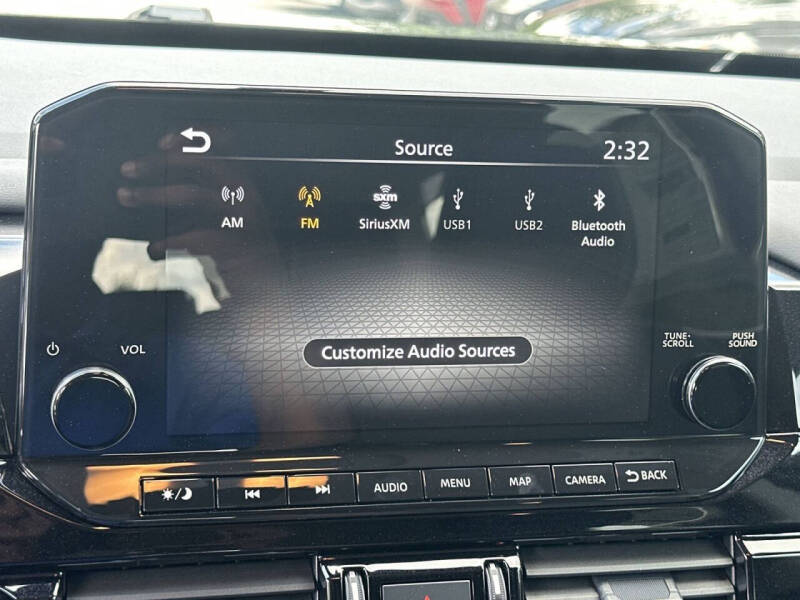 Source
2:32
AM
FM
sxm
SiriusXM
USB1
USB2
Bluetooth
Audio
Customize Audio Sources
VOL
TUNE•
SCROLL
PUSH
SOUND
AUDIO
MENU
MAP
CAMERA
BACK